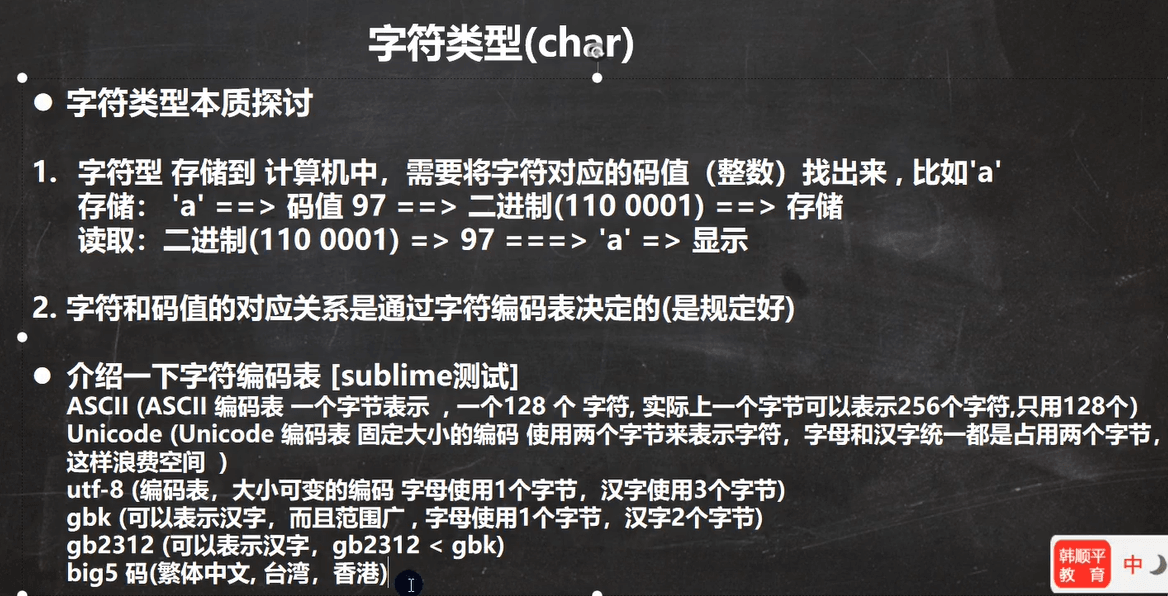 字符类型(char)
● 字符类型本质探讨
1. 字符型 存储到 计算机中，需要将字符对应的码值（整数）找出来 , 比如'a'
存储： 'a' ==> 码值 97 ==> 二进制(110 0001) ==> 存储
读取：二进制(110 0001) => 97 ===> 'a' => 显示
2. 字符和码值的对应关系是通过字符编码表决定的(是规定好)
● 介绍一下字符编码表 [sublime测试]
ASCII (ASCII 编码表 一个字节表示 , 一个128 个 字符, 实际上一个字节可以表示256个字符,只用128个）
Unicode (Unicode 编码表 固定大小的编码 使用两个字节来表示字符，字母和汉字统一都是占用两个字节，
这样浪费空间 ）
utf-8 (编码表，大小可变的编码 字母使用1个字节，汉字使用3个字节)
gbk (可以表示汉字，而且范围广 , 字母使用1个字节，汉字2个字节)
gb2312 (可以表示汉字，gb2312 < gbk)
big5 码(繁体中文, 台湾，香港)
韩顺平
教 育
中